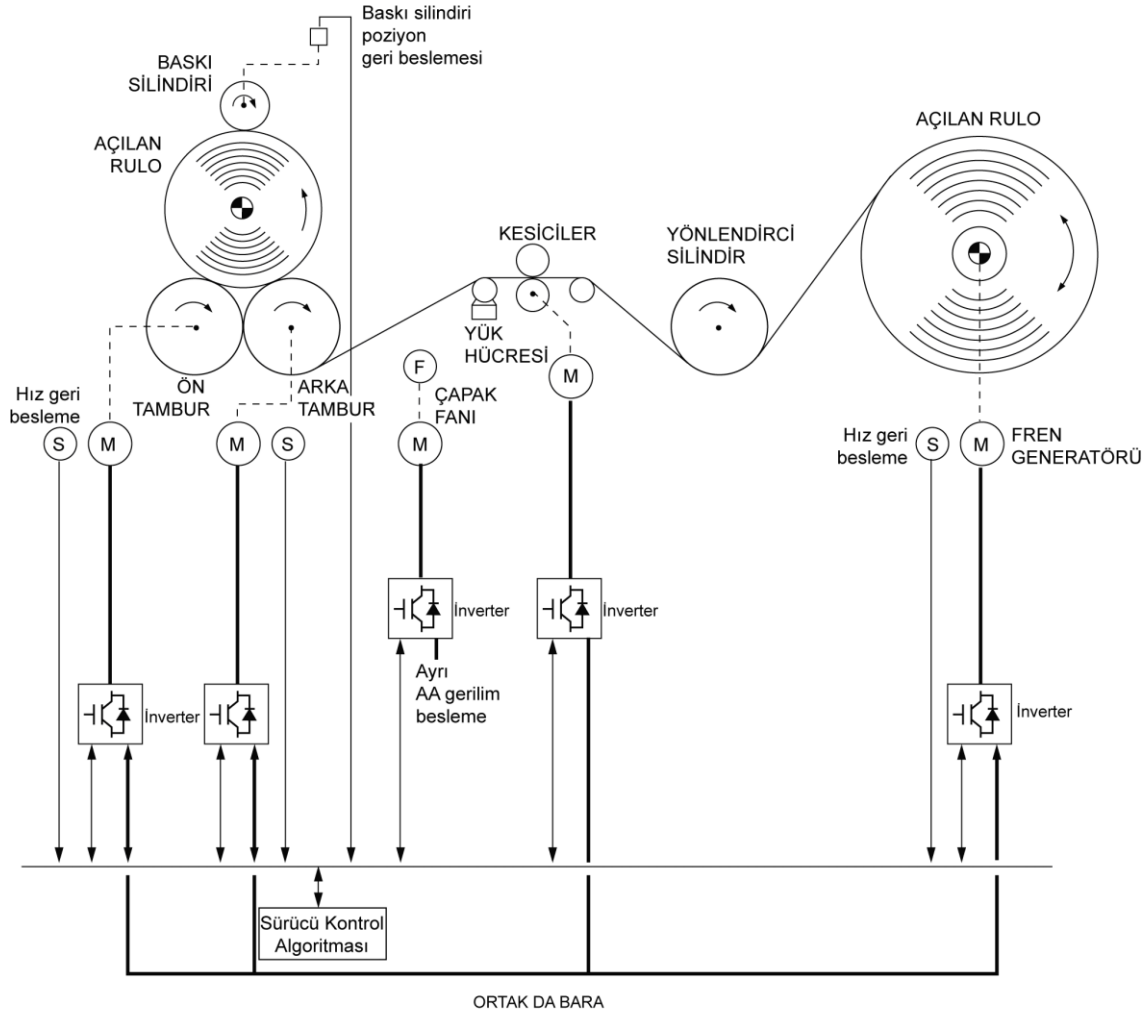 Baskı silindiri
poziyon
geri beslemesi
BASKI
SİLİNDİRİ
AÇILAN
RULO
AÇILAN RULO
KESİCİLER
YÖNLENDİRCİ
SİLİNDİR
YÜK
HÜCRESİ
ÖN
TAMBUR
ARKA
TAMBUR
Hız geri
besleme
S
M
M
S
F
M
ÇAPAK
FANI
M
Hız geri
besleme
S
M
FREN
GENERATÖRÜ
İnverter
İnverter
Ayrı
AA gerilim
besleme
İnverter
İnverter
İnverter
Sürücü Kontrol
Algoritması
ORTAK DA BARA